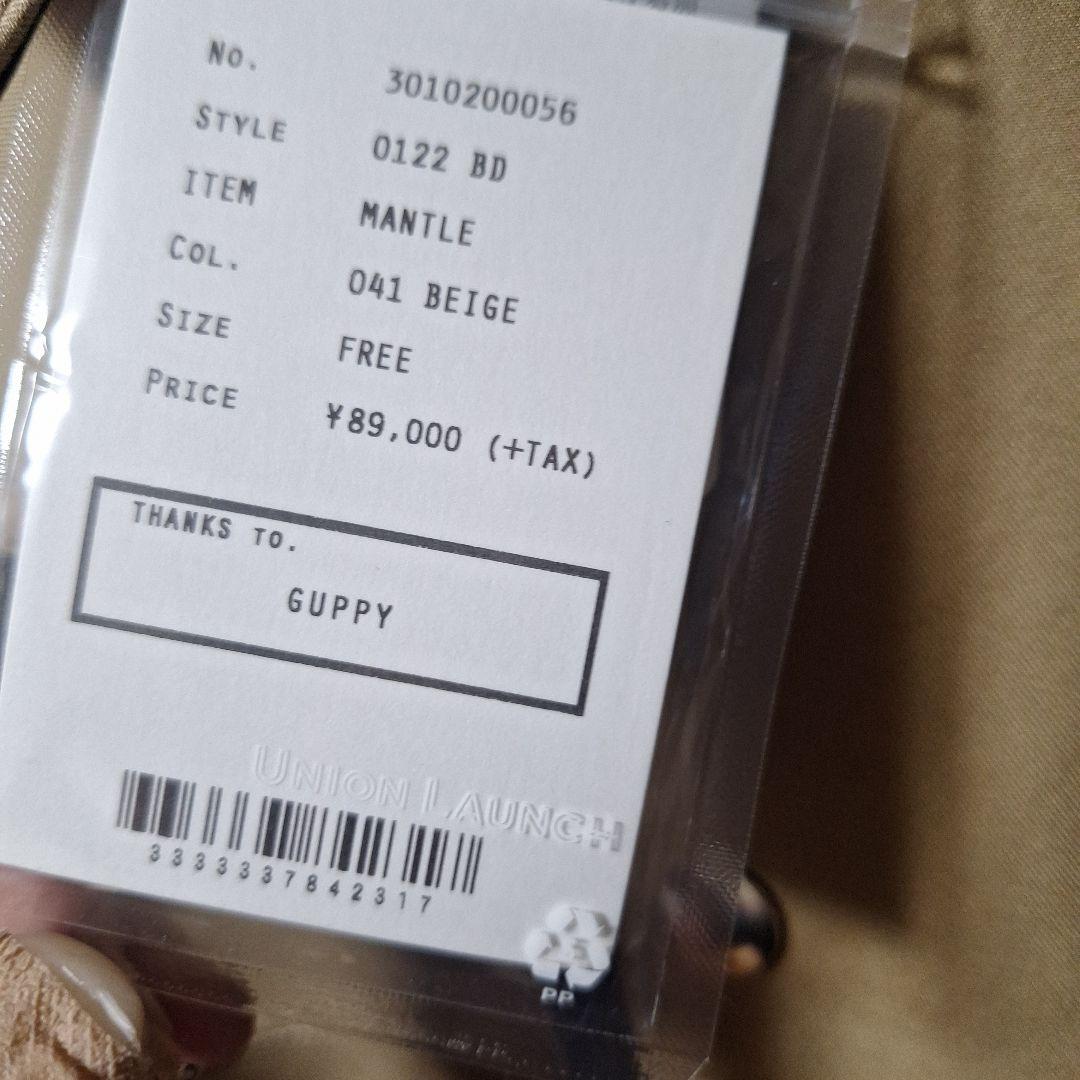 No. 3010200056
STYLE 0122 BD
ITEM MANTLE
COL. 041 BEIGE
SIZE FREE
PRICE ¥89,000 (+TAX)
THANKS TO.
GUPPY
UNION LAUNCH
3333337842317
PP